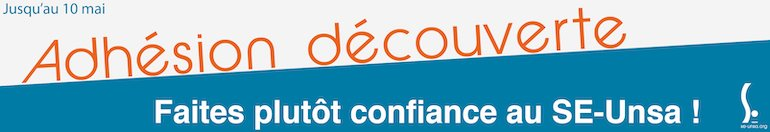 Jusqu'au 10 mai
Adhésion découverte
Faites plutôt confiance au SE-Unsa !
se-unsa.org